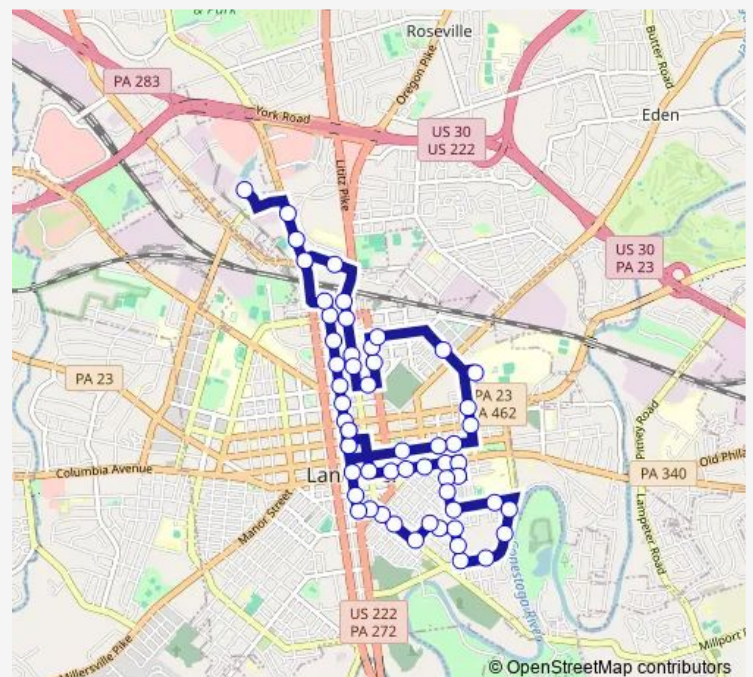 & Park
Roseville
Butter Road
PA 283
Oregon Pike
York Road
US 30
US 222
Eden
Lititz Pike
US 30
PA 23
PA 23
PA 23
A 462
Pitney Road
Old Phila
Columbia Avenue
Lan
PA 340
Manor Street
Lampeter Road
onestoga River
US 222
PA 272
Millersville Pike
Millport R
© OpenStreetMap contributors